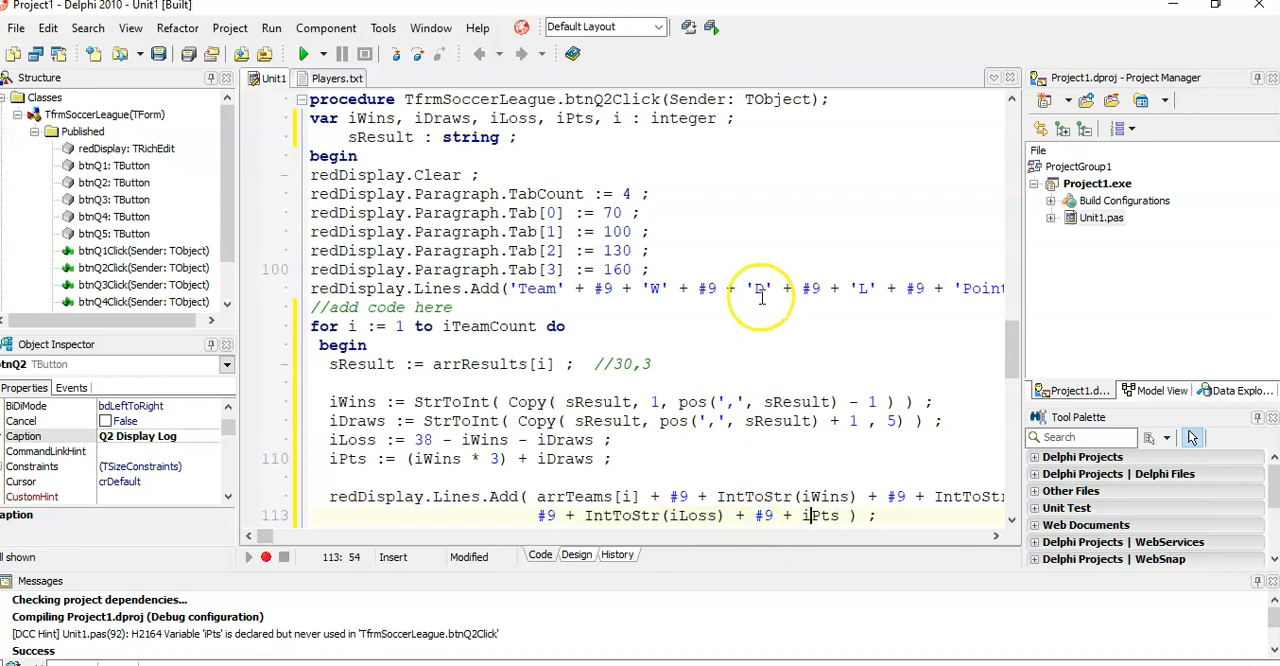 Project1 - Delphi 2010 - Unit1 [Built]
File Edit Search View Refactor Project Run Component Tools Window Help Default Layout
Structure
Unit1 Players.txt
Project1.dproj - Project Manager
Classes
TfrmSoccerLeague(TForm)
Published
redDisplay: TRichEdit
btnQ1: TButton
btnQ2: TButton
btnQ3: TButton
btnQ4: TButton
btnQ5: TButton
btnQ1Click(Sender: TObject)
btnQ2Click(Sender: TObject)
btnQ3Click(Sender: TObject)
btnQ4Click(Sender: TObject)
Object Inspector
btnQ2 TButton
Properties Events
BiDiMode bdLeftToRight
Cancel False
Caption Q2 Display Log
CommandLinkHint
Constraints (TSizeConstraints)
Cursor crDefault
CustomHint
aption
ll shown
procedure TfrmSoccerLeague.btnQ2Click(Sender: TObject);
var iWins, iDraws, iLoss, iPts, i : integer ;
sResult : string ;
begin
redDisplay.Clear ;
redDisplay.Paragraph.TabCount := 4 ;
redDisplay.Paragraph.Tab[0] := 70 ;
redDisplay.Paragraph.Tab[1] := 100 ;
redDisplay.Paragraph.Tab[2] := 130 ;
100 redDisplay.Paragraph.Tab[3] := 160 ;
redDisplay.Lines.Add('Team' + #9 + 'W' + #9 + 'D' + #9 + 'L' + #9 + 'Point
//add code here
for i := 1 to iTeamCount do
begin
sResult := arrResults[i] ; //30,3
iWins := StrToInt( Copy( sResult, 1, pos(',', sResult) - 1 ) ) ;
iDraws := StrToInt( Copy( sResult, pos(',', sResult) + 1 , 5) ) ;
iLoss := 38 - iWins - iDraws ;
110 iPts := (iWins * 3) + iDraws ;
redDisplay.Lines.Add( arrTeams[i] + #9 + IntToStr(iWins) + #9 + IntToStr
113 #9 + IntToStr(iLoss) + #9 + iPts ) ;
113: 54 Insert Modified Code Design History
File
ProjectGroup1
Project1.exe
Build Configurations
Unit1.pas
Project1.d... Model View Data Explo...
Tool Palette
Search
Delphi Projects
Delphi Projects | Delphi Files
Other Files
Unit Test
Web Documents
Delphi Projects | WebServices
Delphi Projects | WebSnap
Delphi Projects | WebBroker
Messages
Checking project dependencies...
Compiling Project1.dproj (Debug configuration)
[DCC Hint] Unit1.pas(92): H2164 Variable 'iPts' is declared but never used in 'TfrmSoccerLeague.btnQ2Click'
Success